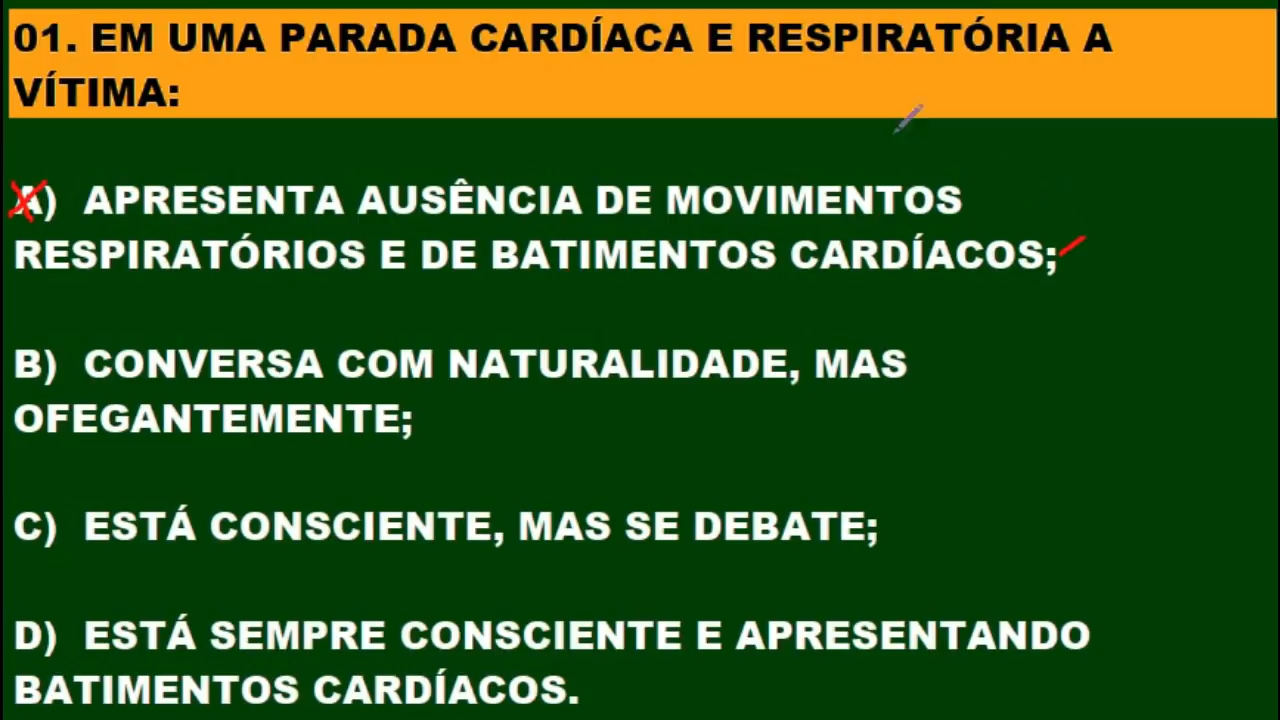 01. EM UMA PARADA CARDÍACA E RESPIRATÓRIA A
VÍTIMA:
A) APRESENTA AUSÊNCIA DE MOVIMENTOS
RESPIRATÓRIOS E DE BATIMENTOS CARDÍACOS;
B) CONVERSA COM NATURALIDADE, MAS
OFEGANTEMENTE;
C) ESTÁ CONSCIENTE, MAS SE DEBATE;
D) ESTÁ SEMPRE CONSCIENTE E APRESENTANDO
BATIMENTOS CARDÍACOS.